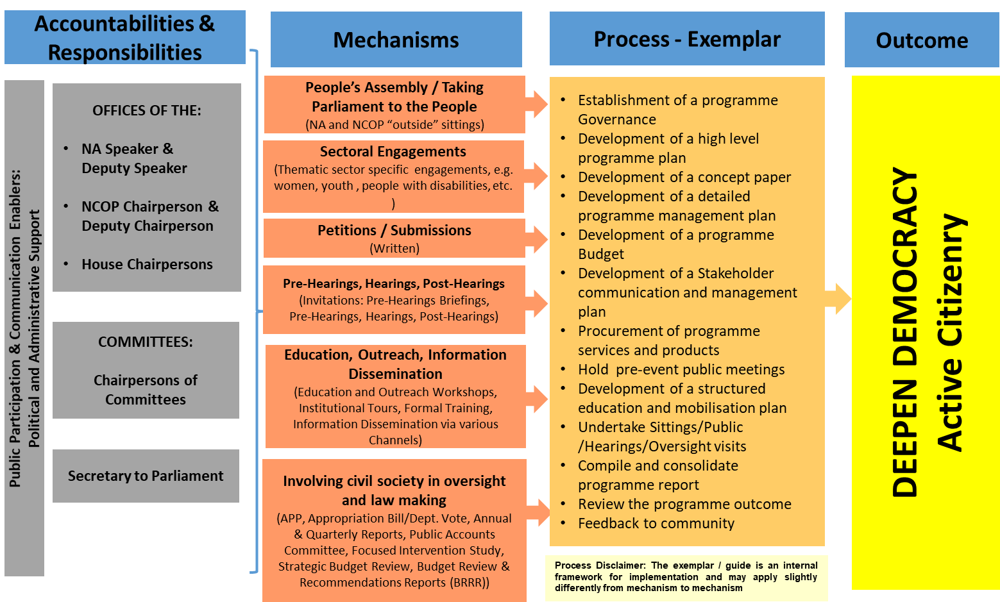 Accountabilities &
Responsibilities
Public Participation & Communication Enablers:
Political and Administrative Support
OFFICES OF THE:
• NA Speaker &
Deputy Speaker
• NCOP Chairperson &
Deputy Chairperson
• House Chairpersons
COMMITTEES:
Chairpersons of
Committees
Secretary to Parliament
Mechanisms
People's Assembly / Taking
Parliament to the People
(NA and NCOP “outside” sittings)
Sectoral Engagements
(Thematic sector specific engagements, e.g.
women, youth , people with disabilities, etc.
)
Petitions / Submissions
(Written)
Pre-Hearings, Hearings, Post-Hearings
(Invitations: Pre-Hearings Briefings,
Pre-Hearings, Hearings, Post-Hearings)
Education, Outreach, Information
Dissemination
(Education and Outreach Workshops,
Institutional Tours, Formal Training,
Information Dissemination via various
Channels)
Involving civil society in oversight
and law making
(APP, Appropriation Bill/Dept. Vote, Annual
& Quarterly Reports, Public Accounts
Committee, Focused Intervention Study,
Strategic Budget Review, Budget Review &
Recommendations Reports (BRRR))
Process - Exemplar
• Establishment of a programme
Governance
• Development of a high level
programme plan
• Development of a concept paper
• Development of a detailed
programme management plan
• Development of a programme
Budget
• Development of a Stakeholder
communication and management
plan
• Procurement of programme
services and products
• Hold pre-event public meetings
• Development of a structured
education and mobilisation plan
• Undertake Sittings/Public
/Hearings/Oversight visits
• Compile and consolidate
programme report
• Review the programme outcome
• Feedback to community
Process Disclaimer: The exemplar / guide is an internal
framework for implementation and may apply slightly
differently from mechanism to mechanism
Outcome
DEEPEN DEMOCRACY
Active Citizenry